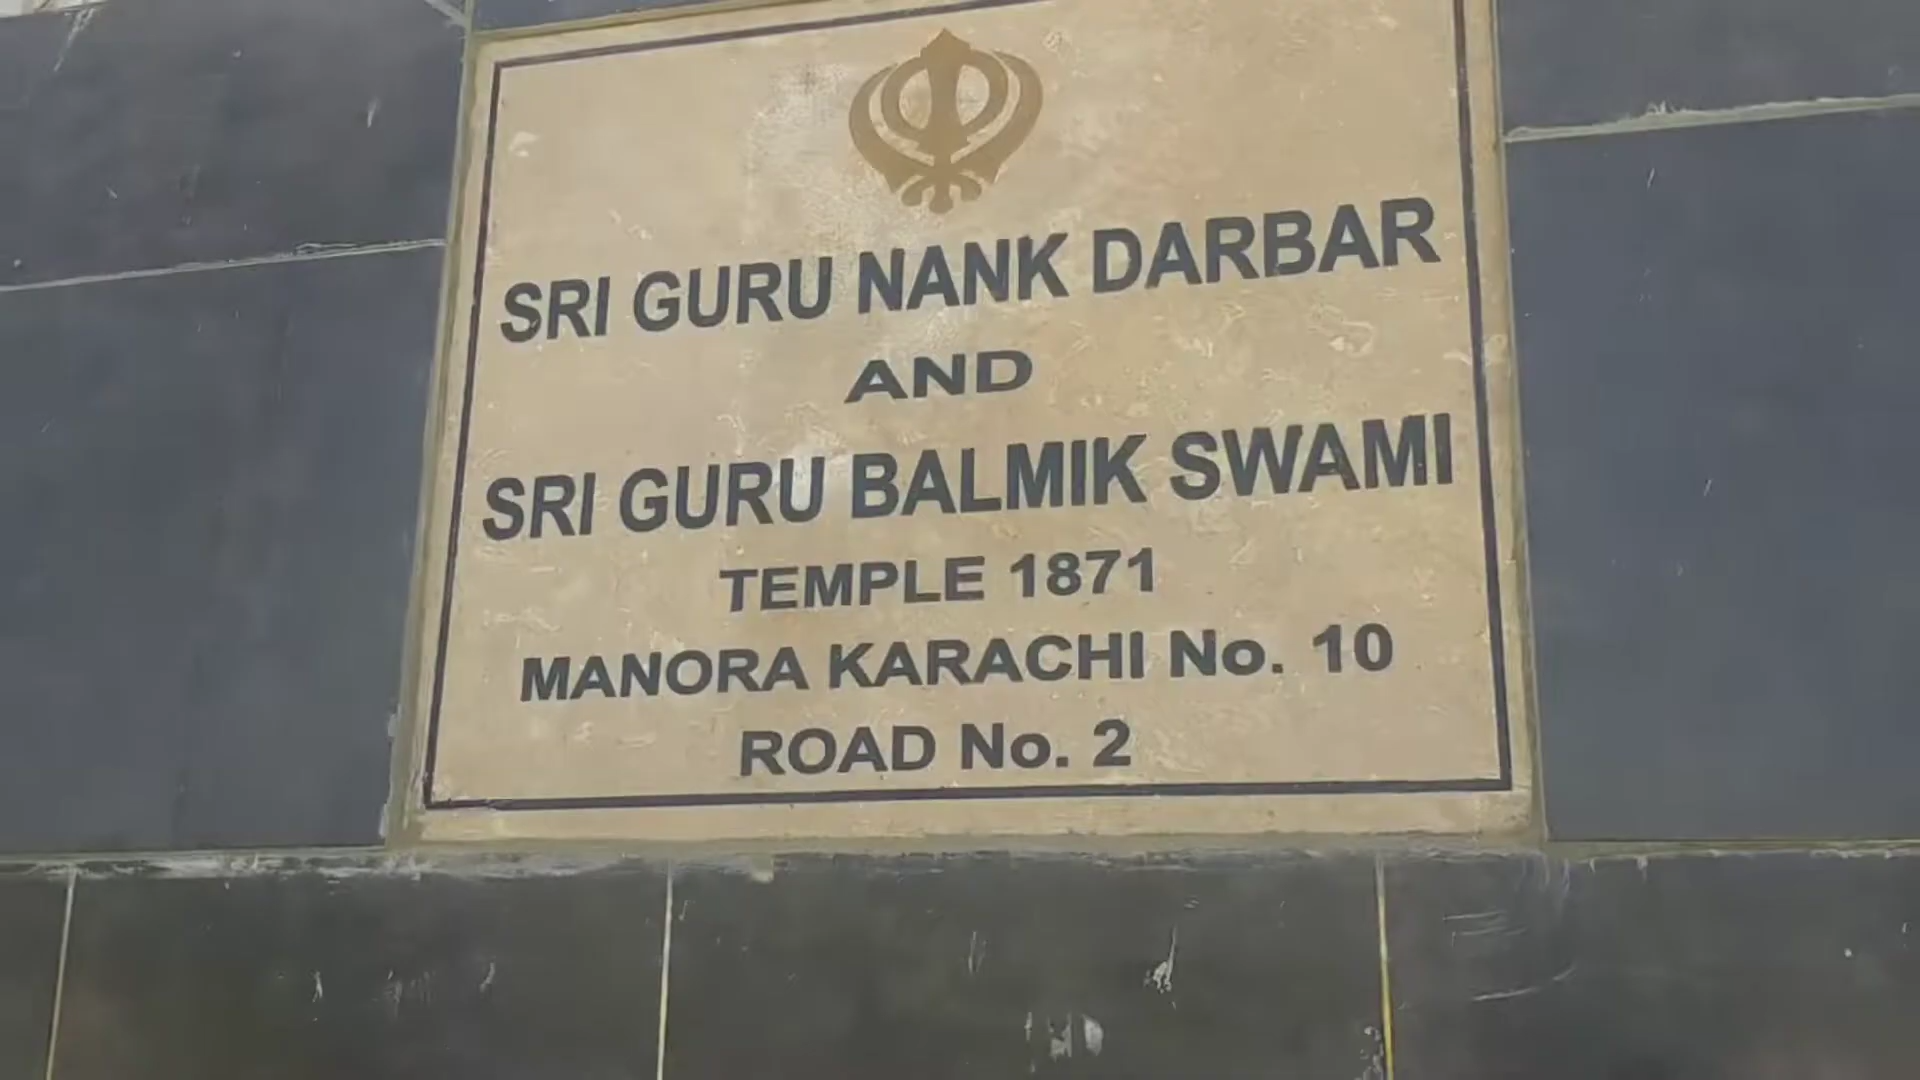 SRI GURU NANK DARBAR
AND
SRI GURU BALMIK SWAMI
TEMPLE 1871
MANORA KARACHI No. 10
ROAD No. 2